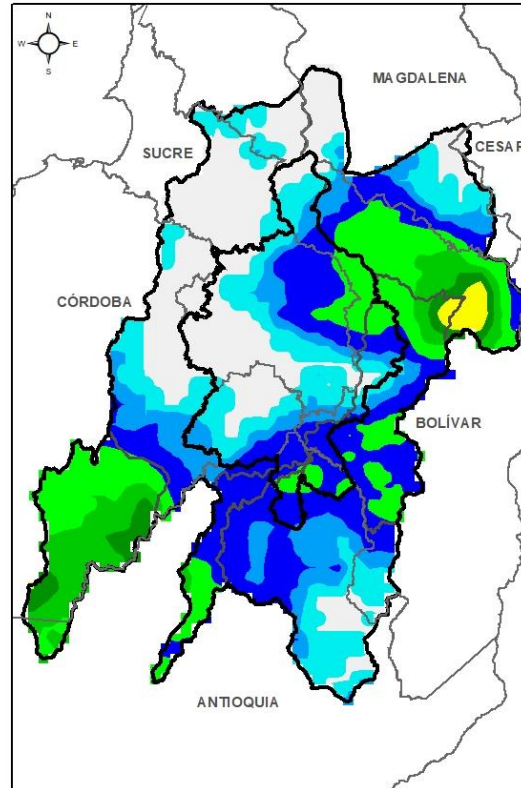 N
W E
S
MAGDALENA
CESAR
SUCRE
CÓRDOBA
BOLÍVAR
ANTIOQUIA